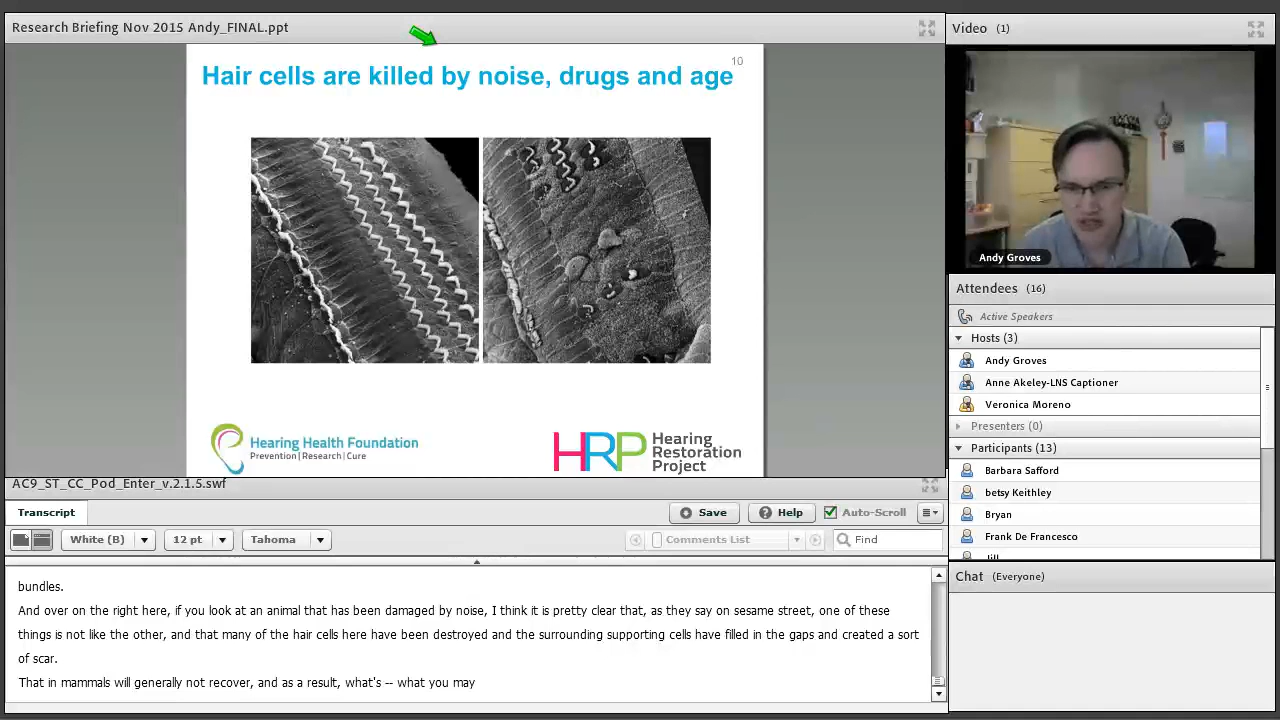 Research Briefing Nov 2015 Andy_FINAL.ppt
10
Hair cells are killed by noise, drugs and age
Hearing Health Foundation
Prevention|Research|Cure
HRP Hearing
Restoration
Project
Video (1)
Andy Groves
Attendees (16)
Active Speakers
Hosts (3)
Andy Groves
Anne Akeley-LNS Captioner
Veronica Moreno
Presenters (0)
Participants (13)
Barbara Safford
betsy Keithley
Bryan
Frank De Francesco
Jill
Chat (Everyone)
AC9_ST_CC_Pod_Enter_v.2.1.5.swf
Transcript
Save
Help
Auto-Scroll
White (B)
12 pt
Tahoma
Comments List
Find
bundles.
And over on the right here, if you look at an animal that has been damaged by noise, I think it is pretty clear that, as they say on sesame street, one of these
things is not like the other, and that many of the hair cells here have been destroyed and the surrounding supporting cells have filled in the gaps and created a sort
of scar.
That in mammals will generally not recover, and as a result, what's -- what you may